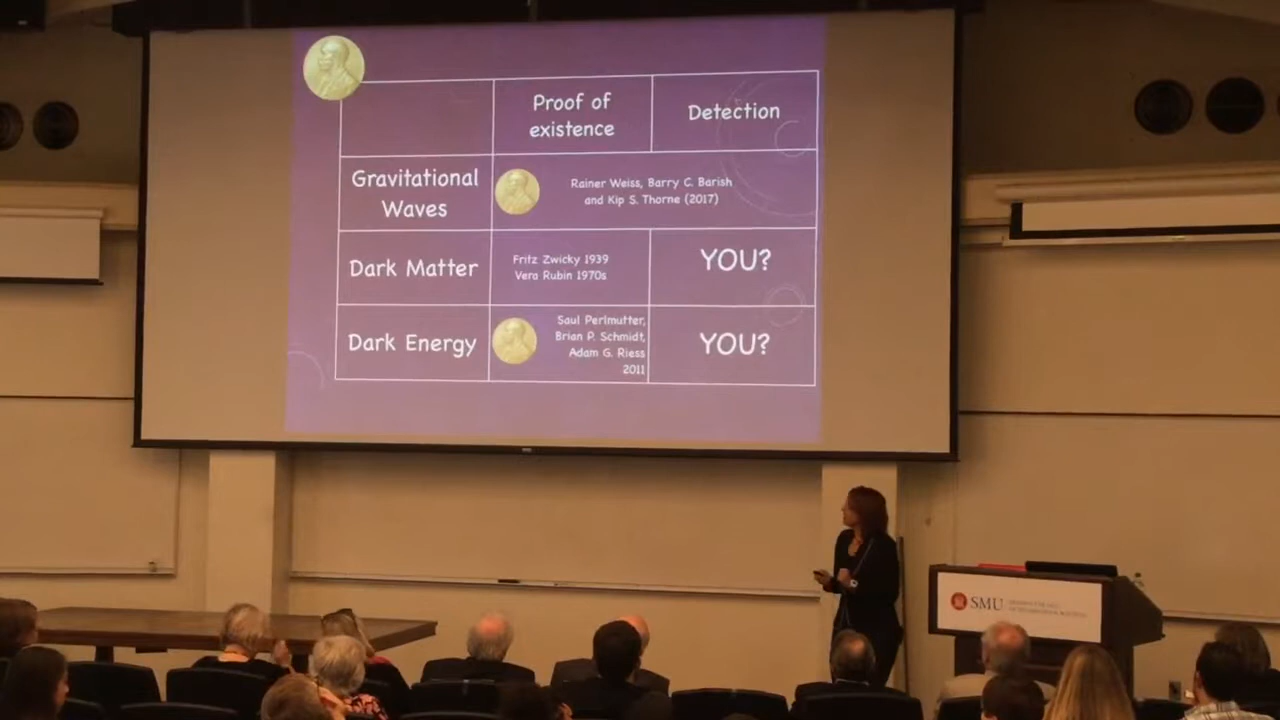 Proof of
existence
Detection
Gravitational
Waves
Rainer Weiss, Barry C. Barish
and Kip S. Thorne (2017)
Dark Matter
Fritz Zwicky 1939
Vera Rubin 1970s
YOU?
Dark Energy
Saul Perlmutter,
Brian P. Schmidt,
Adam G. Riess
2011
YOU?
SMU